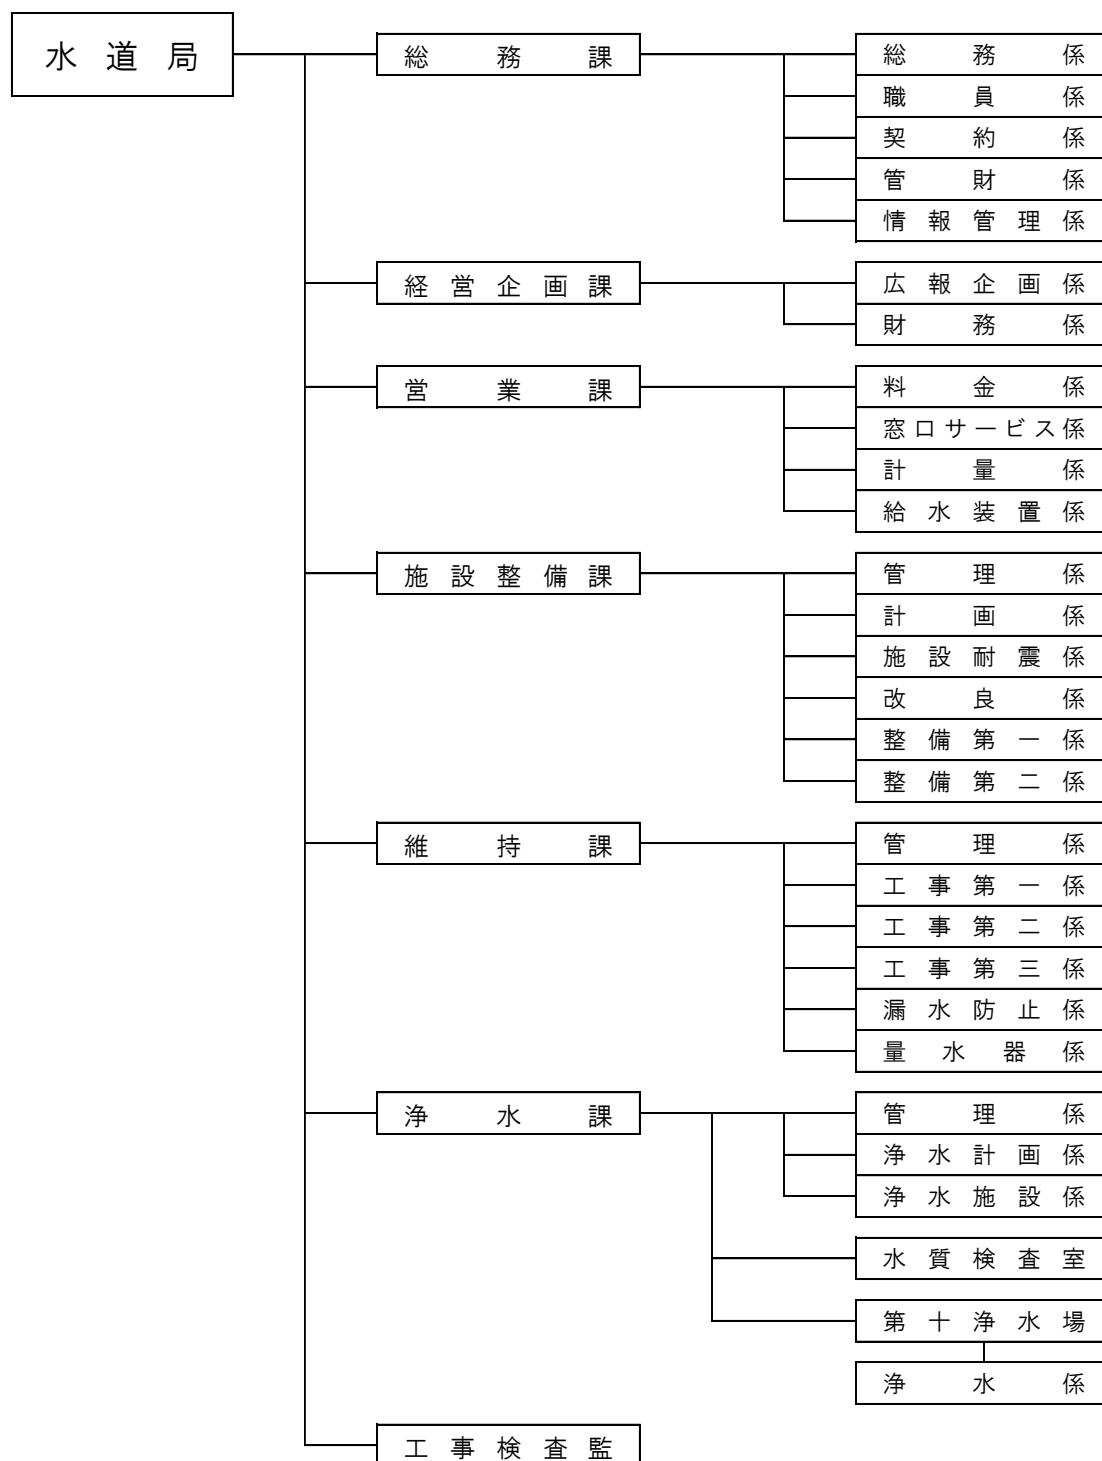 水道局
総務課
総務係
職員係
契約係
管財係
情報管理係
経営企画課
広報企画係
財務係
営業課
料金係
窓口サービス係
計量係
給水装置係
施設整備課
管理係
計画係
施設耐震係
改良係
整備第一係
整備第二係
維持課
管理係
工事第一係
工事第二係
工事第三係
漏水防止係
量水器係
浄水課
管理係
浄水計画係
浄水施設係
水質検査室
第十浄水場
浄水係
工事検査監